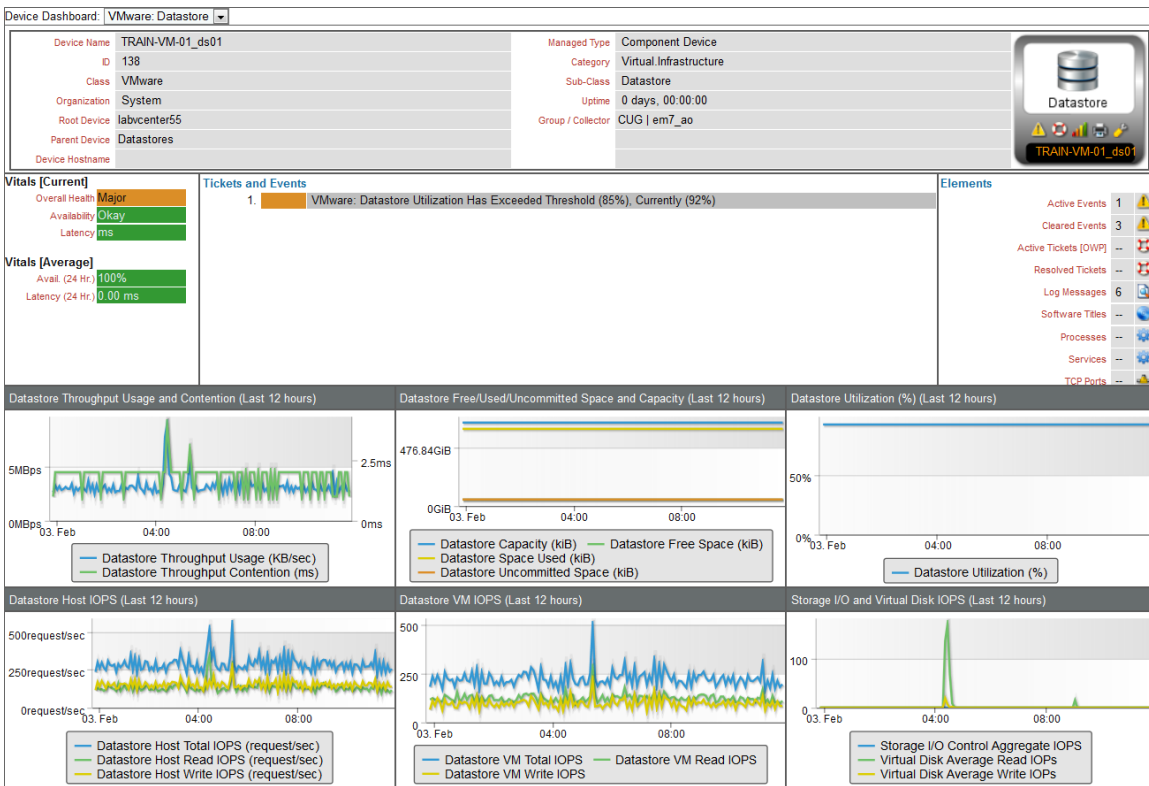 Device Dashboard: VMware: Datastore
Device Name TRAIN-VM-01_ds01 Managed Type Component Device
ID 138 Category Virtual.Infrastructure
Class VMware Sub-Class Datastore
Organization System Uptime 0 days, 00:00:00
Root Device labvcenter55 Group / Collector CUG | em7_ao
Parent Device Datastores
Device Hostname
Datastore
TRAIN-VM-01_ds01
Vitals [Current]
Overall Health Major
Availability Okay
Latency ms
Vitals [Average]
Avail. (24 Hr.) 100%
Latency (24 Hr.) 0.00 ms
Tickets and Events
1. VMware: Datastore Utilization Has Exceeded Threshold (85%), Currently (92%)
Elements
Active Events 1
Cleared Events 3
Active Tickets [OWP] --
Resolved Tickets --
Log Messages 6
Software Titles --
Processes --
Services --
TCP Ports --
Datastore Throughput Usage and Contention (Last 12 hours)
5MBps 2.5ms
0MBps 0ms
03. Feb 04:00 08:00
Datastore Throughput Usage (KB/sec)
Datastore Throughput Contention (ms)
Datastore Free/Used/Uncommitted Space and Capacity (Last 12 hours)
476.84GiB
0GiB
03. Feb 04:00 08:00
Datastore Capacity (kiB) Datastore Free Space (kiB)
Datastore Space Used (kiB)
Datastore Uncommitted Space (kiB)
Datastore Utilization (%) (Last 12 hours)
50%
0%
03. Feb 04:00 08:00
Datastore Utilization (%)
Datastore Host IOPS (Last 12 hours)
500request/sec
250request/sec
0request/sec
03. Feb 04:00 08:00
Datastore Host Total IOPS (request/sec)
Datastore Host Read IOPS (request/sec)
Datastore Host Write IOPS (request/sec)
Datastore VM IOPS (Last 12 hours)
500
250
0
03. Feb 04:00 08:00
Datastore VM Total IOPS Datastore VM Read IOPS
Datastore VM Write IOPS
Storage I/O and Virtual Disk IOPS (Last 12 hours)
100
0
03. Feb 04:00 08:00
Storage I/O Control Aggregate IOPS
Virtual Disk Average Read IOPs
Virtual Disk Average Write IOPs